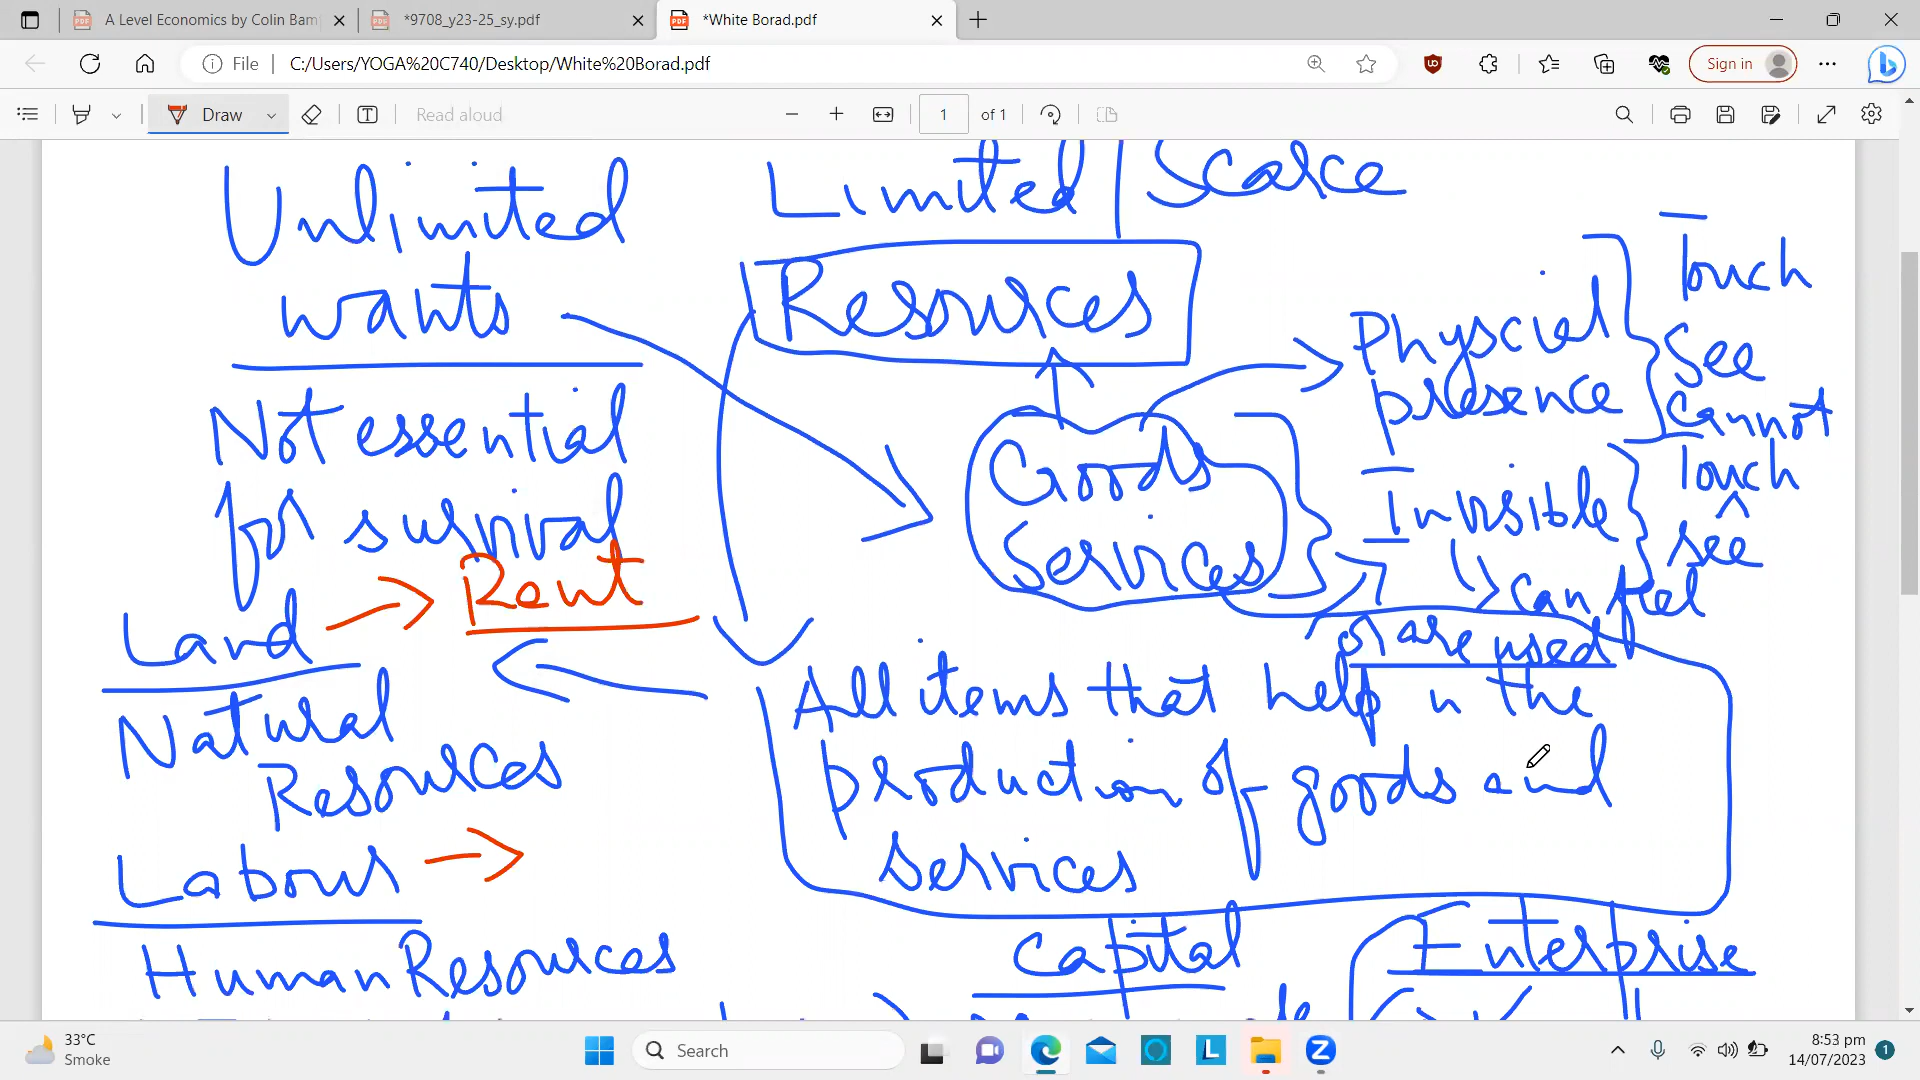 A Level Economics by Colin Bam
*9708_y23-25_sy.pdf
*White Borad.pdf
File
C:/Users/YOGA%20C740/Desktop/White%20Borad.pdf
Sign in
Draw
Read aloud
1
of 1
Unlimited
wants
Not essential
for survival
Limited | Scarce
Resources
Goods
Services
Physcial
presence
Touch
See
Invisible
cannot
Touch
see
can feel
Land
Rent
Natural
Resources
Labour
Human Resources
or are used
All items that help in the
production of goods and
services
Capital
Enterprise
33°C
Smoke
Search
8:53 pm
14/07/2023
1